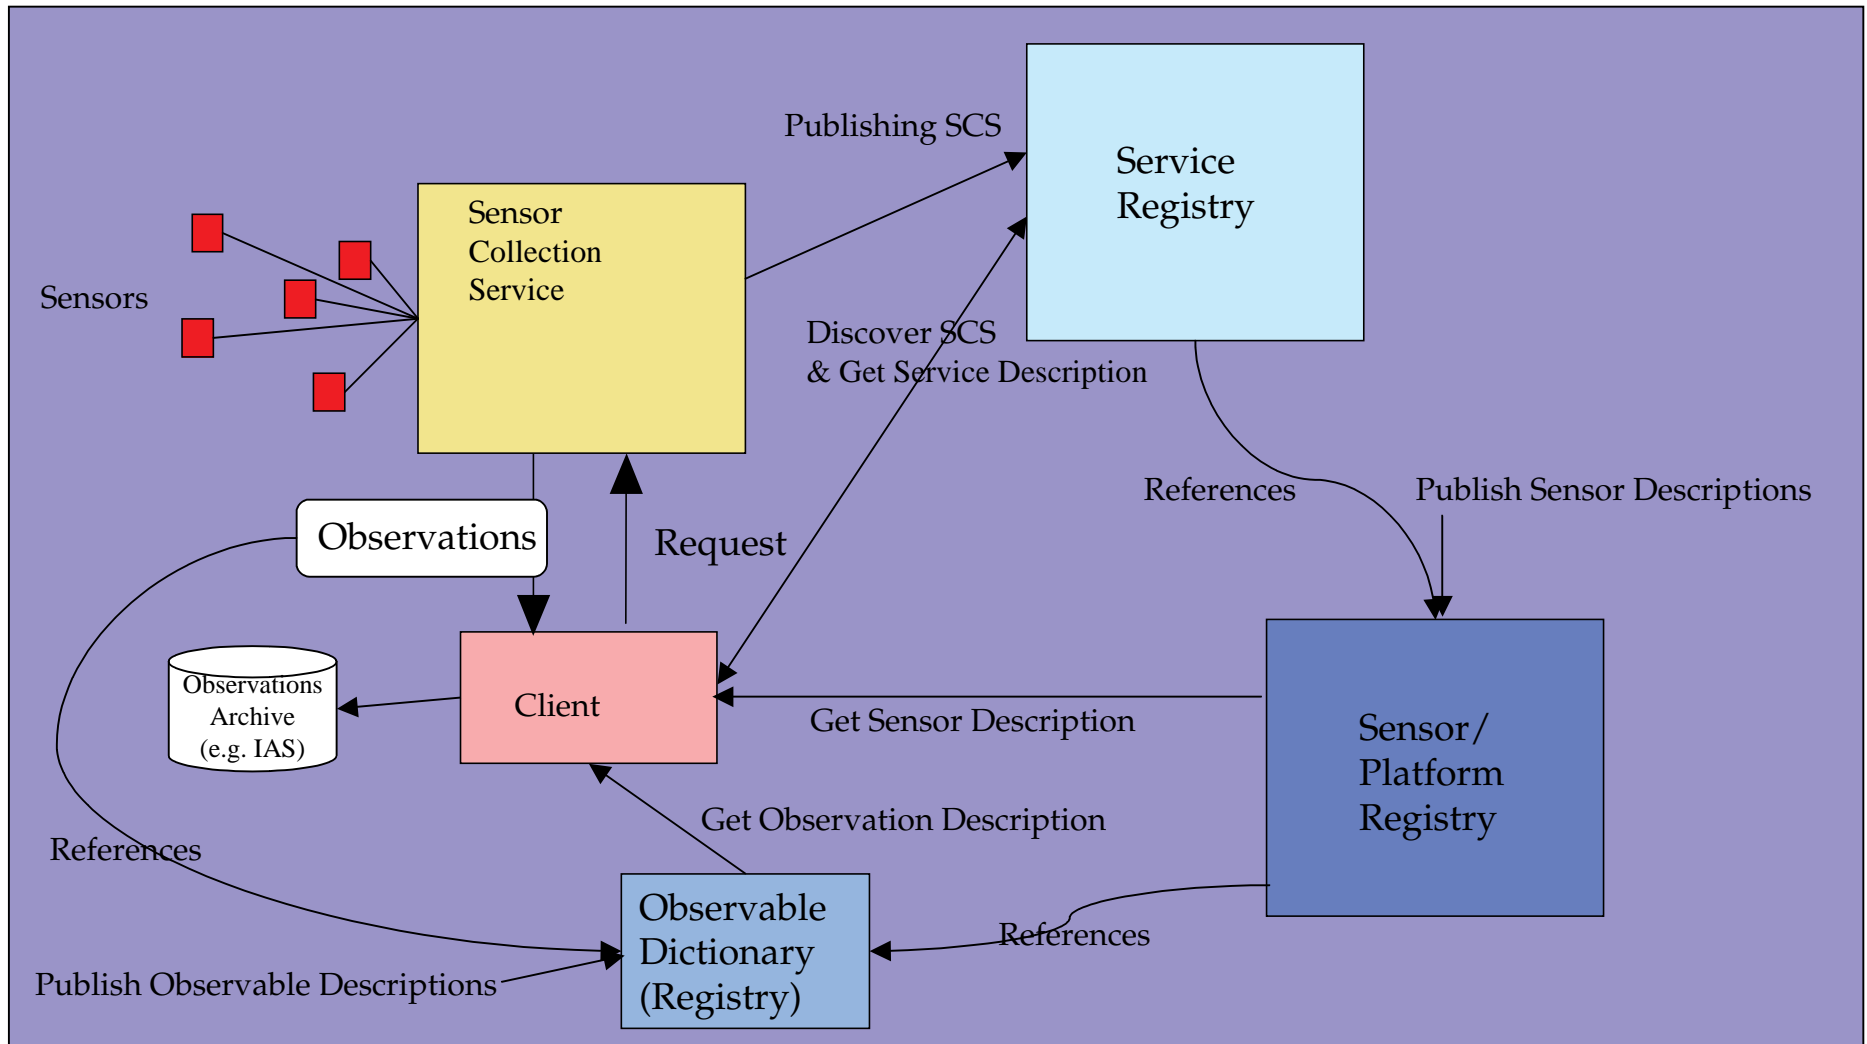 Publishing SCS
Service
Registry
Sensor
Collection
Service
Sensors
Discover SCS
& Get Service Description
References
Publish Sensor Descriptions
Observations
Request
Observations
Archive
(e.g. IAS)
Client
Get Sensor Description
Sensor/
Platform
Registry
Get Observation Description
References
Observable
Dictionary
(Registry)
References
Publish Observable Descriptions